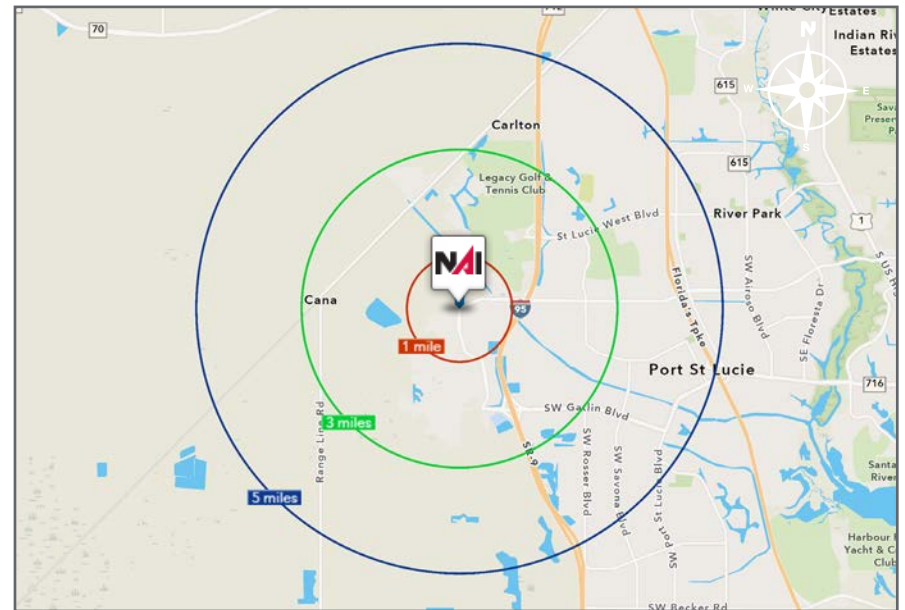 70
Estates
N
Indian
Estates
615
W
E
S
Carlton
615
Legacy Golf &
Tennis Club
River Park
1
St Lucie West Blvd
NAI
Florida's Tpke
SW Airoso Blvd
SE Floresta Dr
Cana
95
1 mile
Port St Lucie
716
SW Gatlin Blvd
3 miles
Range Line Rd
SR-9
SW Rosser Blvd
SW Savona Blvd
SW Port St Lucie Blvd
Santa
River
5 miles
Harbour
Yacht &
Club
SW Becker Rd